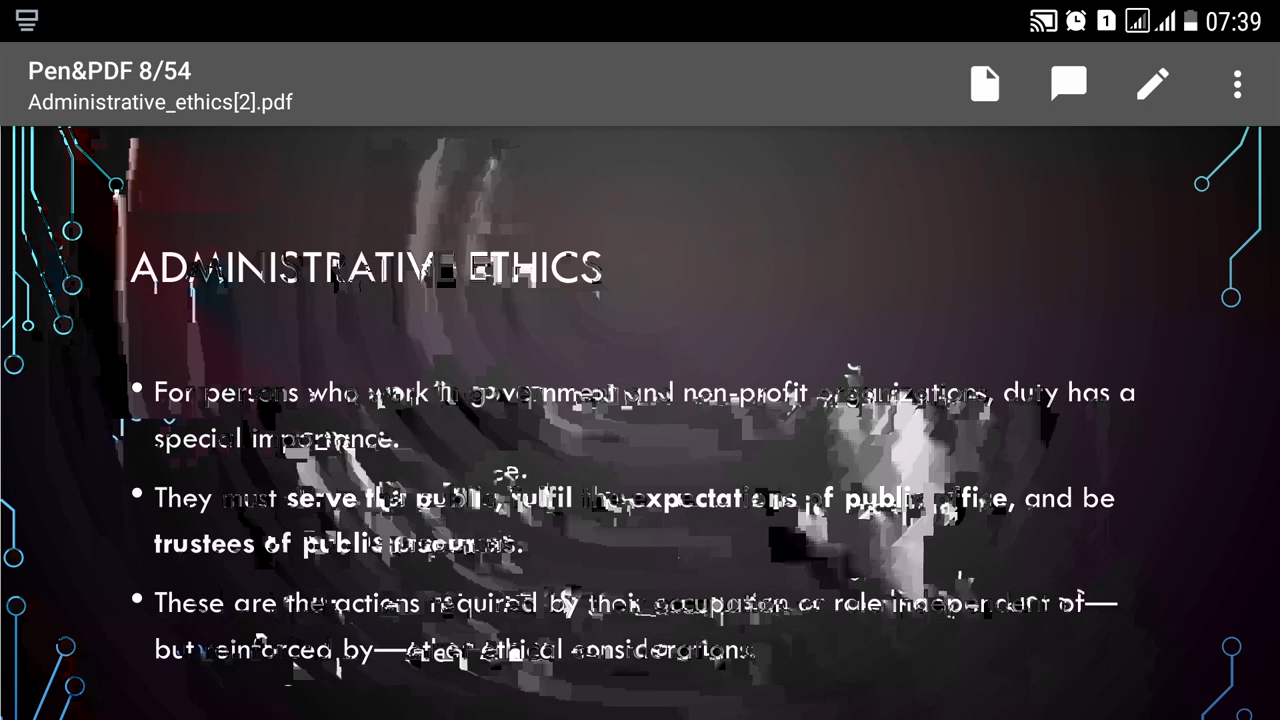 07:39
Pen&PDF 8/54
Administrative_ethics[2].pdf
ADMINISTRATIVE ETHICS
• For persons who work in government and non-profit organizations, duty has a
special importance.
• They must serve the public, fulfil the expectations of public office, and be
trustees of public
• These are the actions required by their occupation or role independent of—
but reinforced by—other ethical considerations.